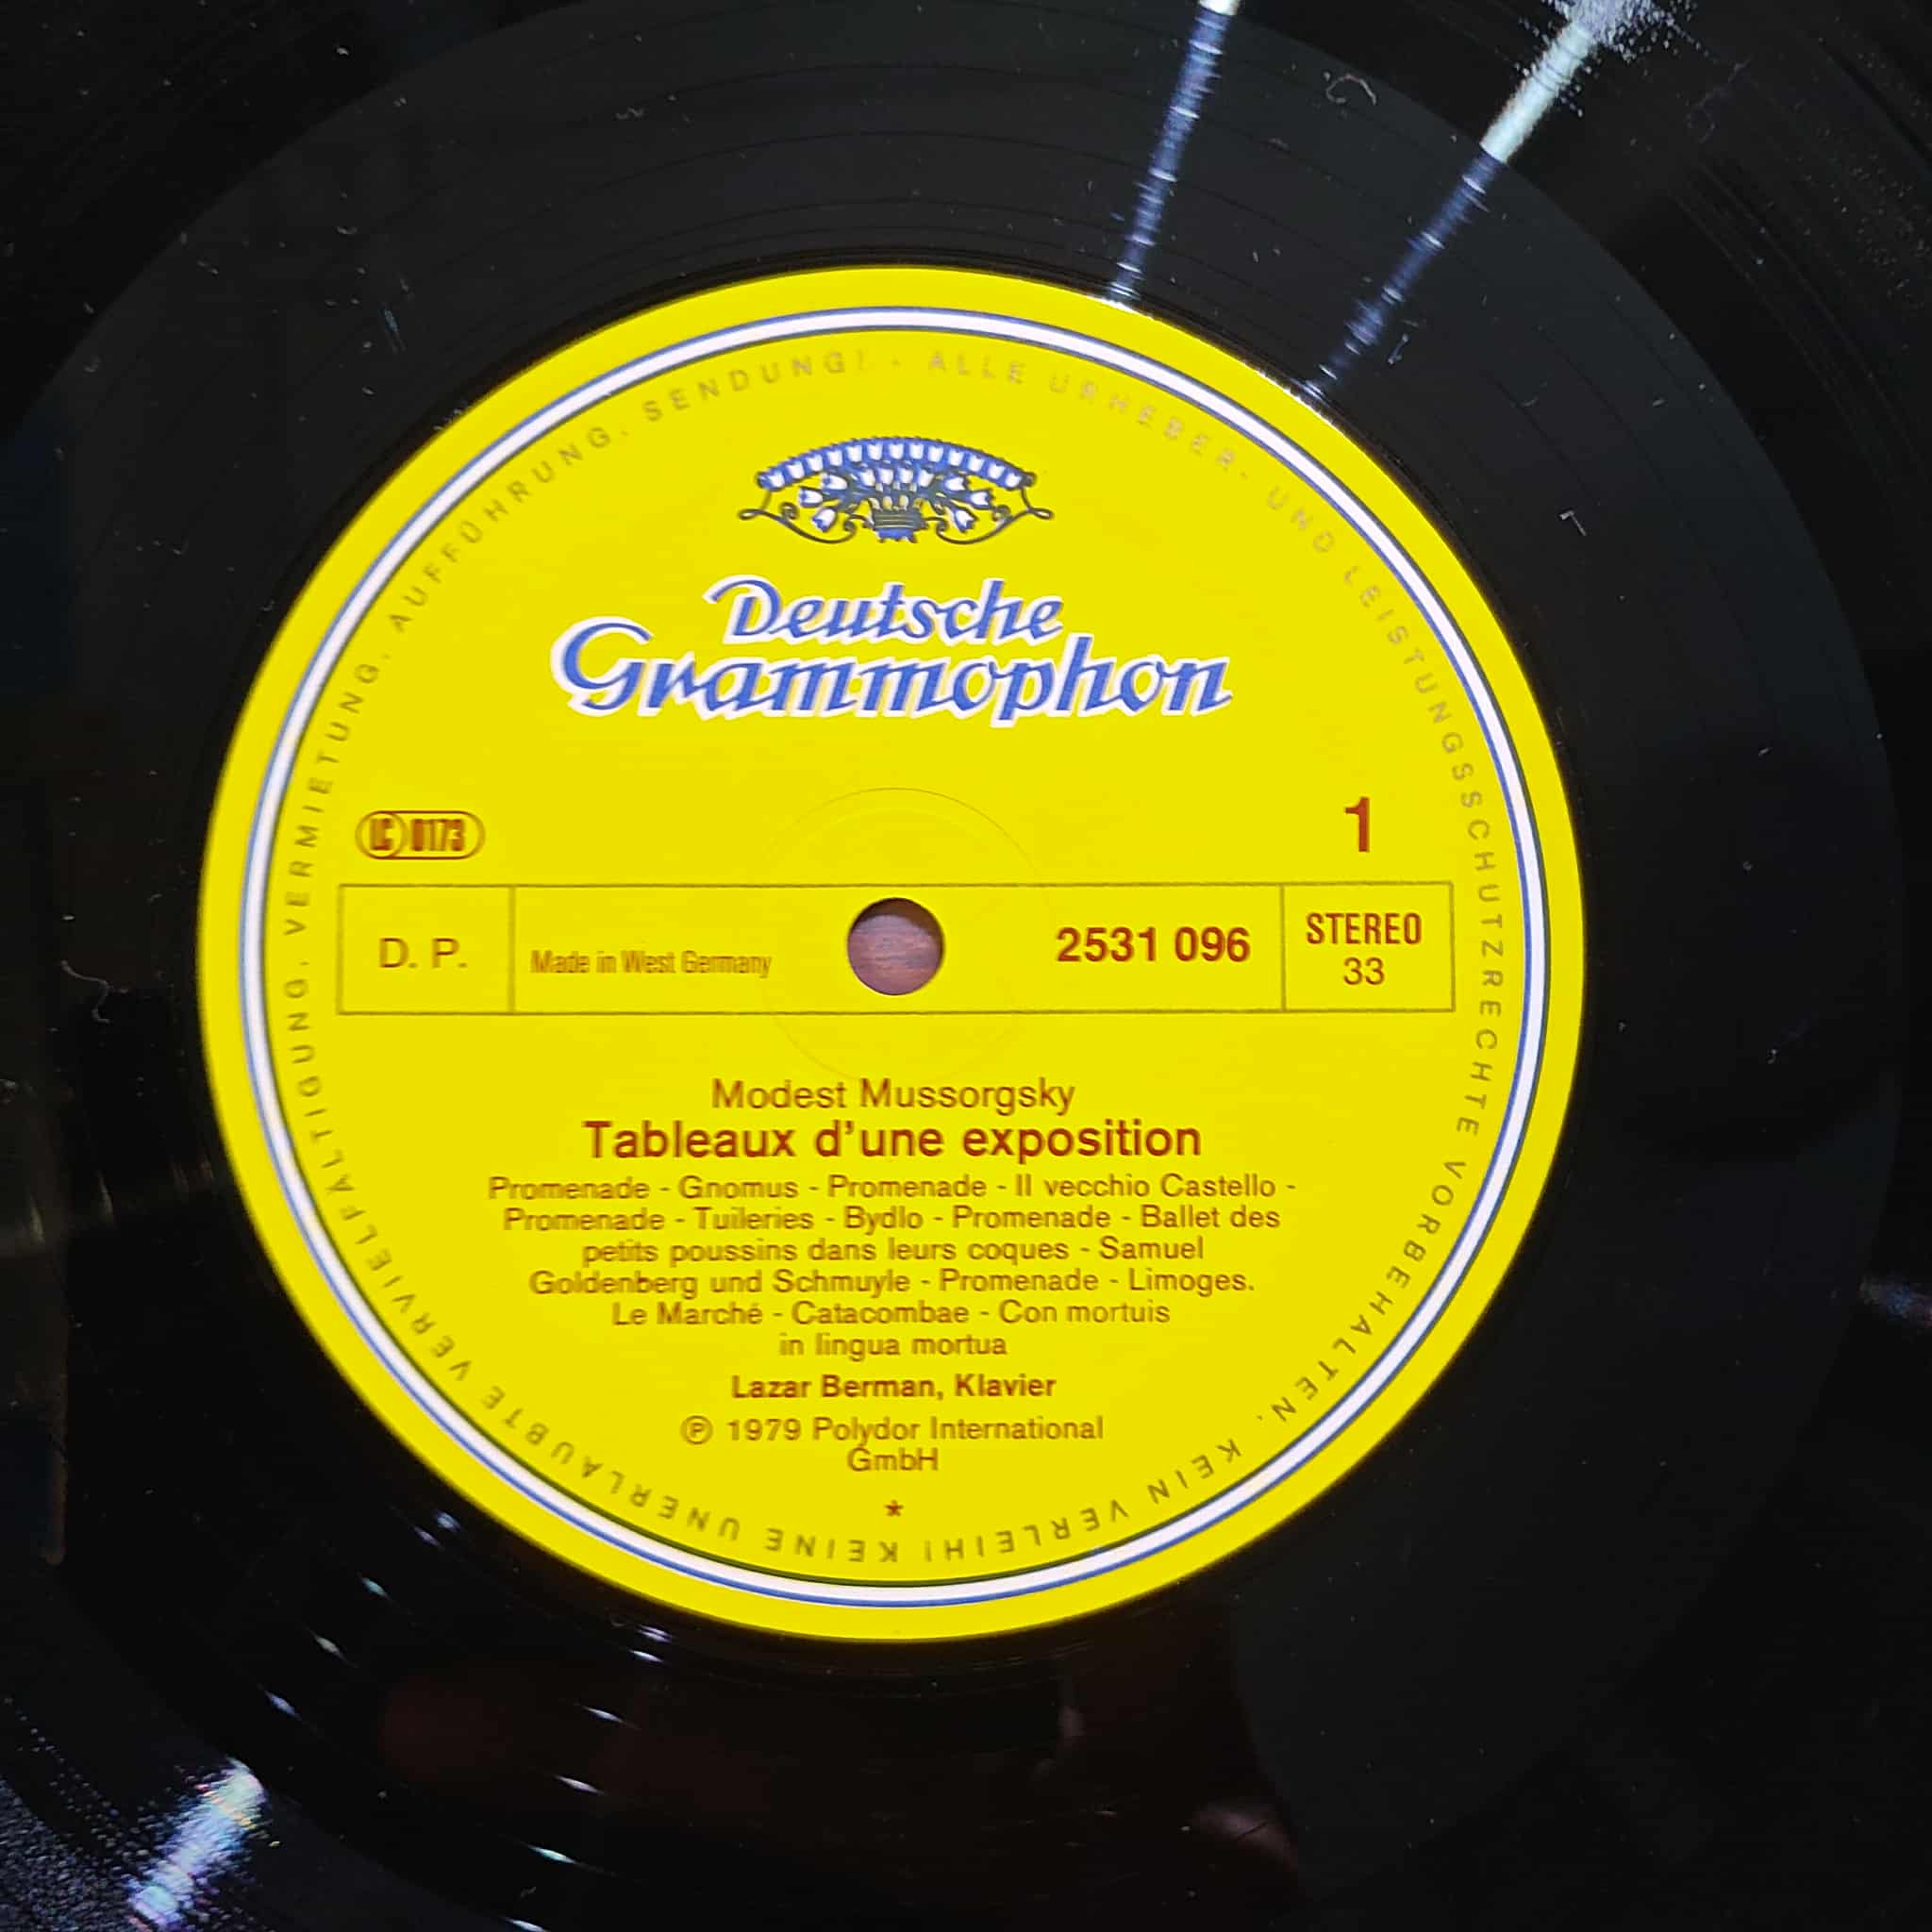 ALLE URHEBER- UND LEISTUNGSSCHUTZRECHTE VORBEHALTEN. KEIN VERLEIH! KEINE UNERLAUBTE VERVIELFÄLTIGUNG, VERMIETUNG, AUFFÜHRUNG, SENDUNG! -
Deutsche
Grammophon
LC 0173
1
D. P.
Made in West Germany
2531 096
STEREO
33
Modest Mussorgsky
Tableaux d'une exposition
Promenade - Gnomus - Promenade - Il vecchio Castello -
Promenade - Tuileries - Bydlo - Promenade - Ballet des
petits poussins dans leurs coques - Samuel
Goldenberg und Schmuyle - Promenade - Limoges.
Le Marché - Catacombae - Con mortuis
in lingua mortua
Lazar Berman, Klavier
℗ 1979 Polydor International
GmbH
*